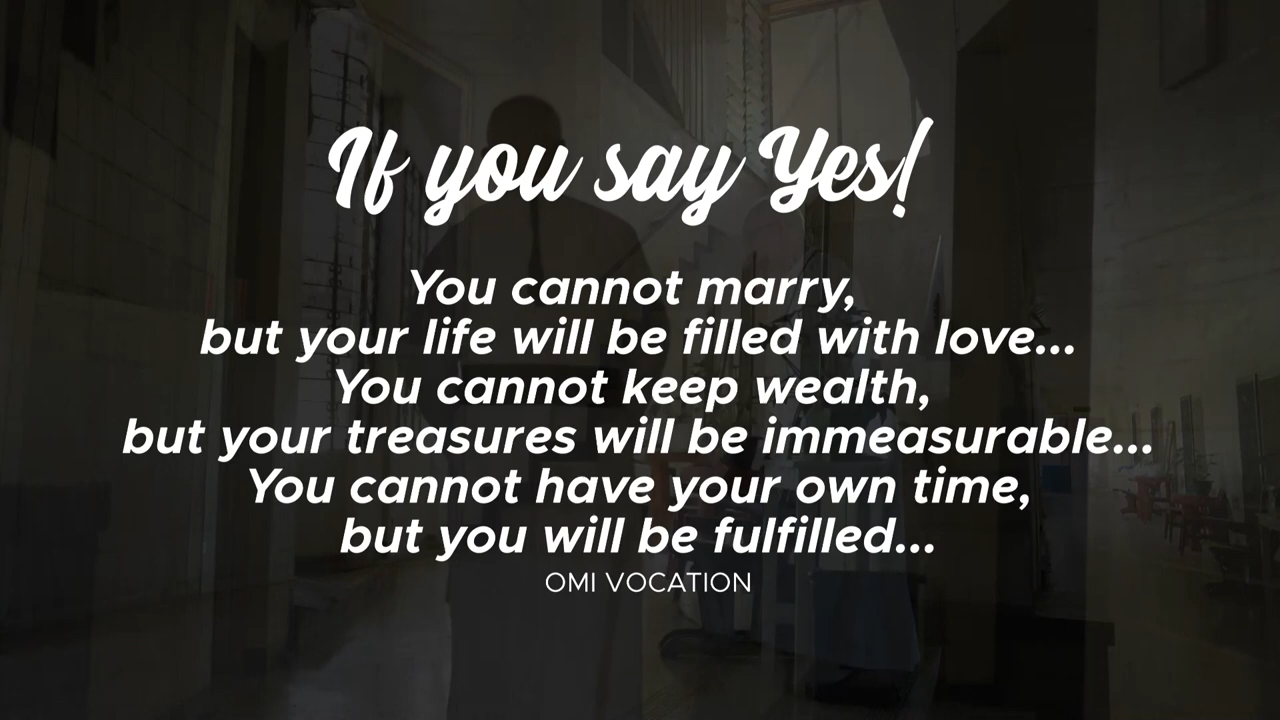 If you say Yes!
You cannot marry,
but your life will be filled with love...
You cannot keep wealth,
but your treasures will be immeasurable...
You cannot have your own time,
but you will be fulfilled...
OMI VOCATION